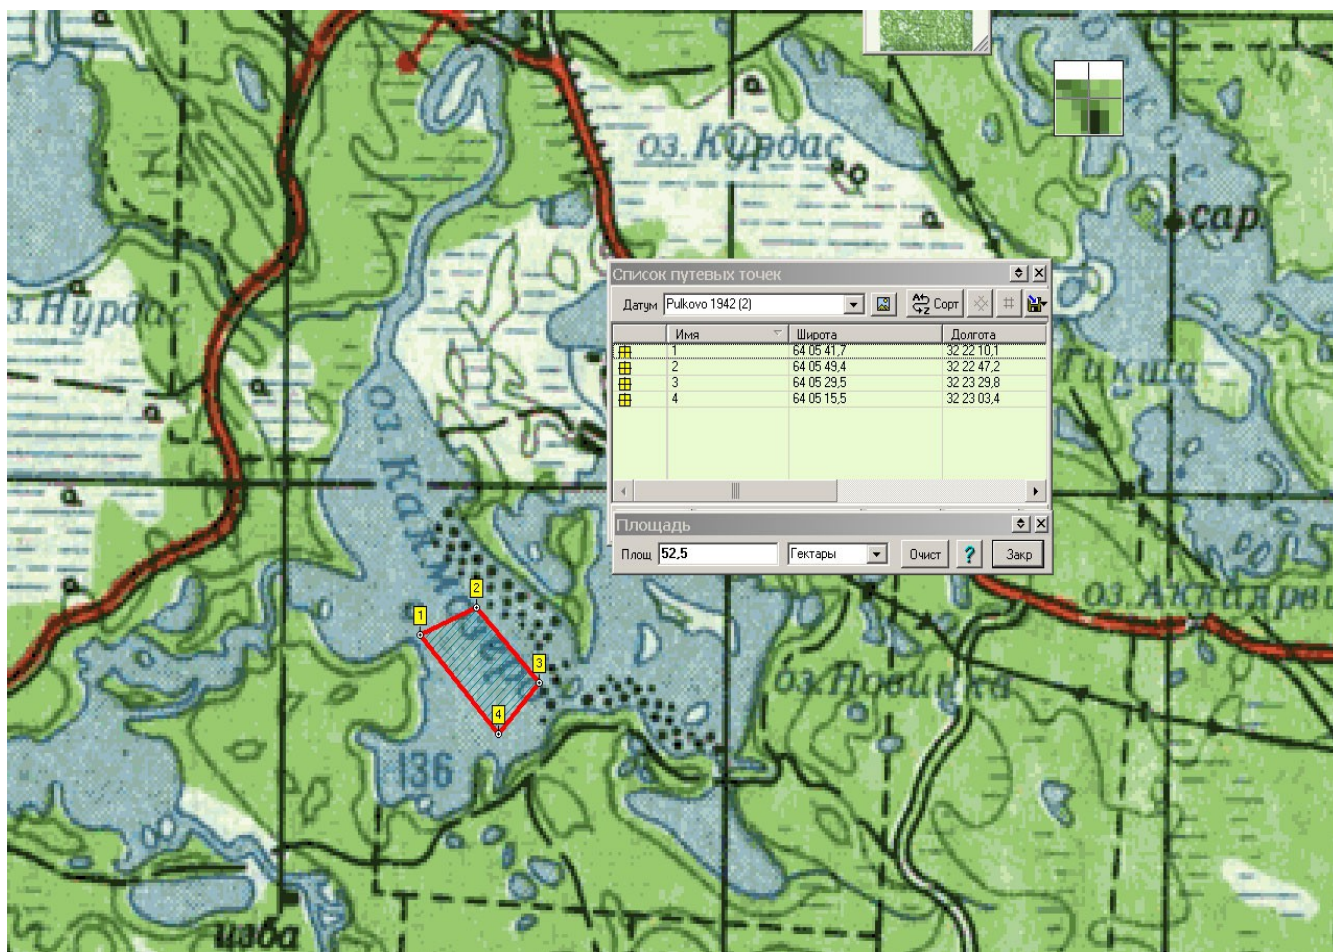 оз. Курдас
сар.
з. Нурдас
Список путевых точек
Датум Pulkovo 1942 (2) Сорт
Имя Широта Долгота
1 64 05 41,7 32 22 10,1
2 64 05 49,4 32 22 47,2
3 64 05 29,5 32 23 29,8
4 64 05 15,5 32 23 03,4
Тикша
оз. Какм
Площадь
Площ 52,5 Гектары Очист ? Закр
оз. Аккаярви
1
2
3
4
оз. Новинка
136
изба